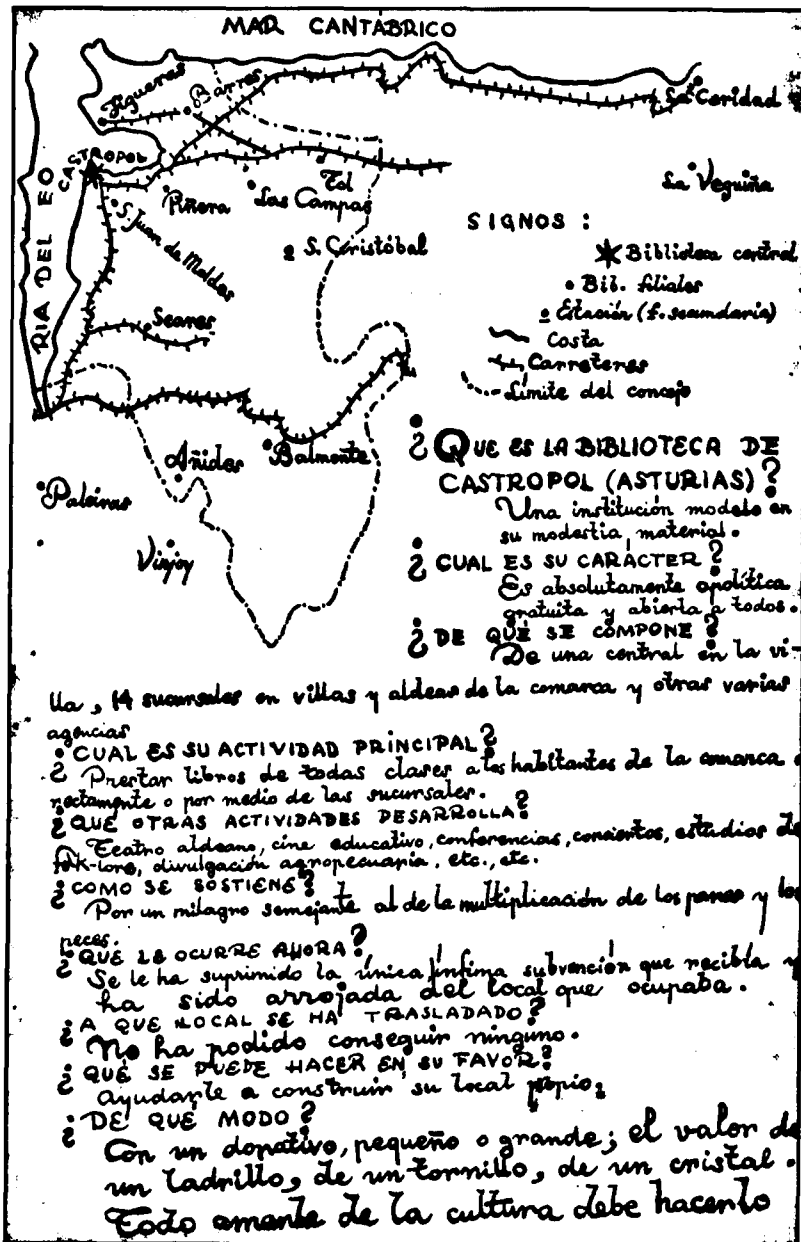 MAR CANTABRICO
Figueras
Barres
La Caridad
CASTROPOL
RIA DEL EO
Piñera
Las Campas
Tol
La Veguiña
S. Juan de Moldes
S. Cristóbal
Seares
SIGNOS :
Biblioteca central
Bib. filiales
Estación (f. secundaria)
Costa
Carreteras
Límite del concejo
Añides
Balmonte
Paleiras
Vinjoy
¿QUE ES LA BIBLIOTECA DE
CASTROPOL (ASTURIAS)?
Una institución modelo en
su modestia material.
¿CUAL ES SU CARÁCTER?
Es absolutamente apolítica
gratuita y abierta a todos.
¿DE QUÉ SE COMPONE?
De una central en la vi-
lla, 14 sucursales en villas y aldeas de la comarca y otras varias
agencias
¿CUAL ES SU ACTIVIDAD PRINCIPAL?
Prestar libros de todas clases a los habitantes de la comarca
rectamente o por medio de las sucursales.
¿QUÉ OTRAS ACTIVIDADES DESARROLLA?
Teatro aldeano, cine educativo, conferencias, conciertos, estudios de
folk-lore, divulgación agropecuaria, etc., etc.
¿COMO SE SOSTIENE?
Por un milagro semejante al de la multiplicación de los panes y los
peces.
¿QUÉ LE OCURRE AHORA?
Se le ha suprimido la única ínfima subvención que recibía y
ha sido arrojada del local que ocupaba.
¿A QUE LOCAL SE HA TRASLADADO?
No ha podido conseguir ninguno.
¿QUÉ SE PUEDE HACER EN SU FAVOR?
Ayudarle a construir su local propio.
¿DE QUÉ MODO?
Con un donativo, pequeño o grande; el valor de
un ladrillo, de un tornillo, de un cristal.
Todo amante de la cultura debe hacerlo